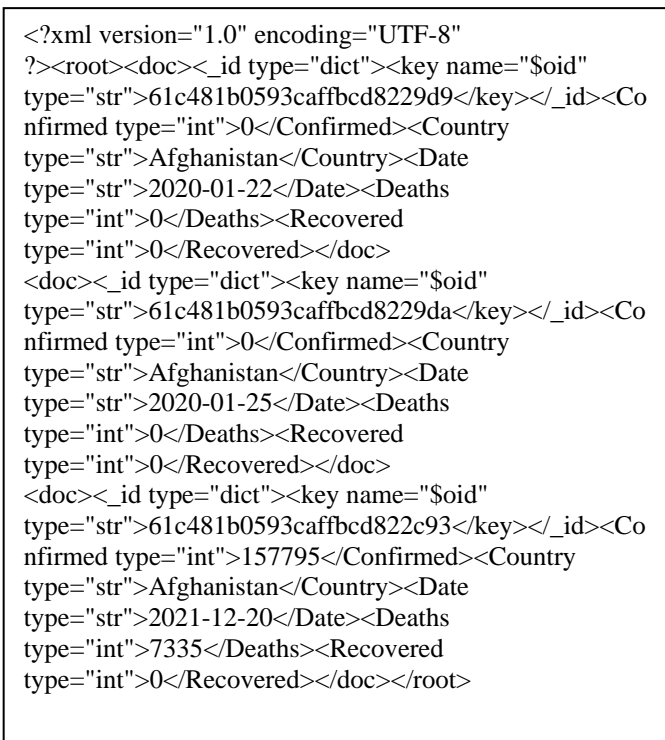 <?xml version="1.0" encoding="UTF-8"
?><root><doc><_id type="dict"><key name="$oid"
type="str">61c481b0593caffbcd8229d9</key></_id><Co
nfirmed type="int">0</Confirmed><Country
type="str">Afghanistan</Country><Date
type="str">2020-01-22</Date><Deaths
type="int">0</Deaths><Recovered
type="int">0</Recovered></doc>
<doc><_id type="dict"><key name="$oid"
type="str">61c481b0593caffbcd8229da</key></_id><Co
nfirmed type="int">0</Confirmed><Country
type="str">Afghanistan</Country><Date
type="str">2020-01-25</Date><Deaths
type="int">0</Deaths><Recovered
type="int">0</Recovered></doc>
<doc><_id type="dict"><key name="$oid"
type="str">61c481b0593caffbcd822c93</key></_id><Co
nfirmed type="int">157795</Confirmed><Country
type="str">Afghanistan</Country><Date
type="str">2021-12-20</Date><Deaths
type="int">7335</Deaths><Recovered
type="int">0</Recovered></doc></root>